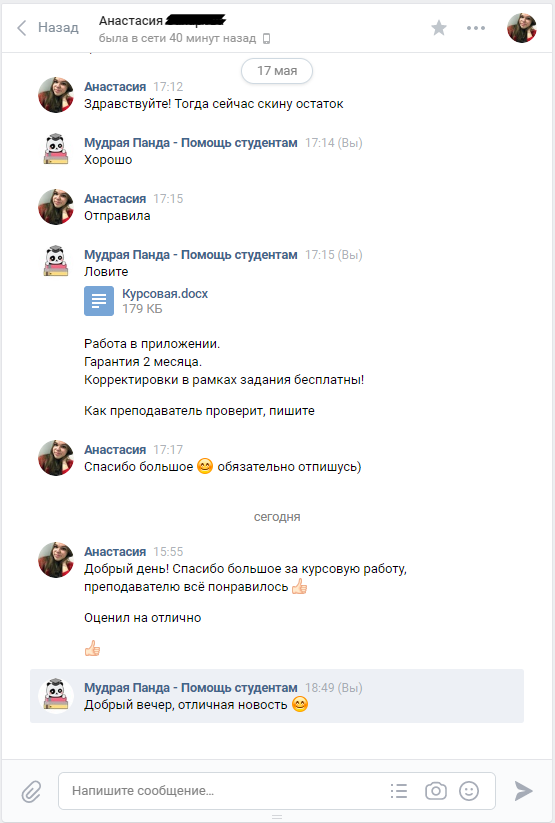 Назад
Анастасия
была в сети 40 минут назад
17 мая
Анастасия 17:12
Здравствуйте! Тогда сейчас скину остаток
Мудрая Панда - Помощь студентам 17:14 (Вы)
Хорошо
Анастасия 17:15
Отправила
Мудрая Панда - Помощь студентам 17:15 (Вы)
Ловите
Курсовая.docx
179 КБ
Работа в приложении.
Гарантия 2 месяца.
Корректировки в рамках задания бесплатны!
Как преподаватель проверит, пишите
Анастасия 17:17
Спасибо большое 😊 обязательно отпишусь)
сегодня
Анастасия 15:55
Добрый день! Спасибо большое за курсовую работу,
преподавателю всё понравилось 👍🏻
Оценил на отлично
👍🏻
Мудрая Панда - Помощь студентам 18:49 (Вы)
Добрый вечер, отличная новость 😊
Напишите сообщение...